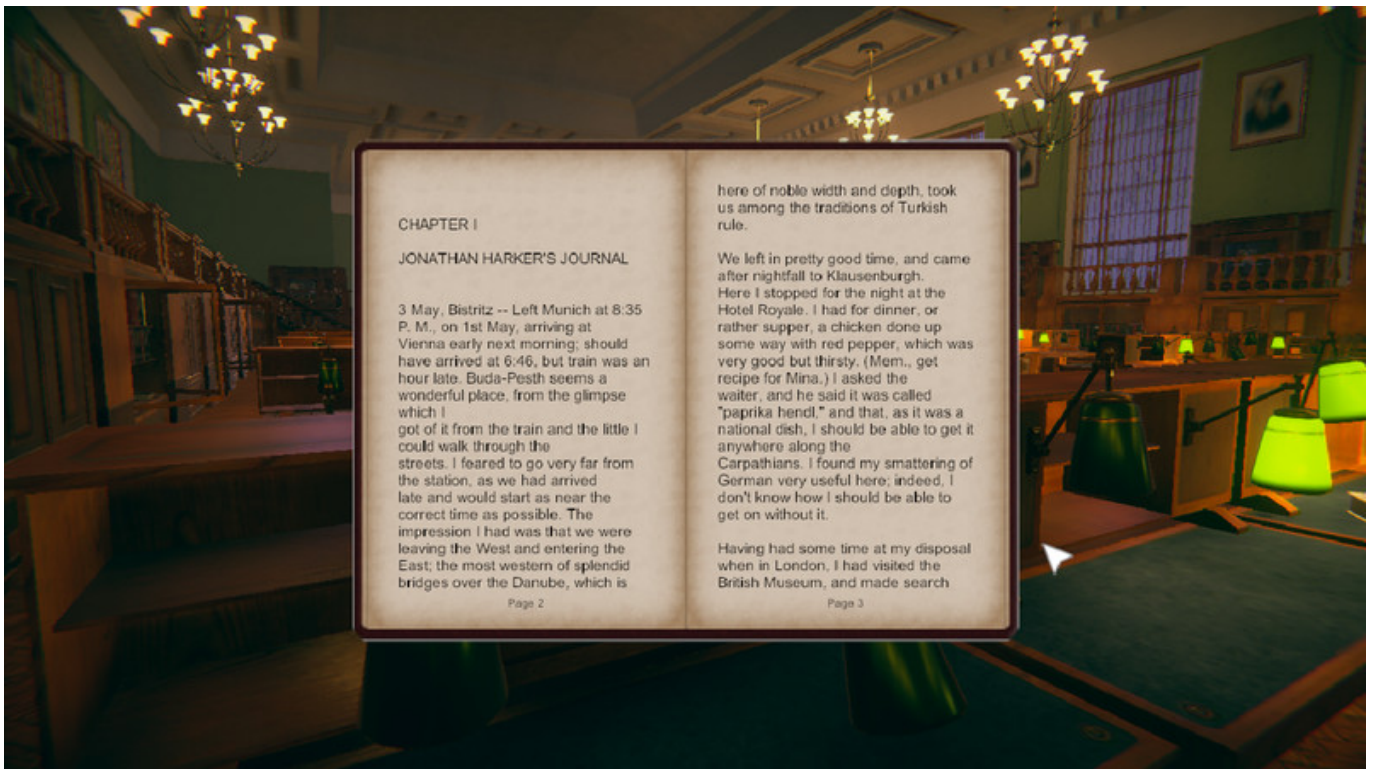 CHAPTER I
JONATHAN HARKER'S JOURNAL
3 May, Bistritz -- Left Munich at 8:35
P. M., on 1st May, arriving at
Vienna early next morning; should
have arrived at 6:46, but train was an
hour late. Buda-Pesth seems a
wonderful place, from the glimpse
which I
got of it from the train and the little I
could walk through the
streets. I feared to go very far from
the station, as we had arrived
late and would start as near the
correct time as possible. The
impression I had was that we were
leaving the West and entering the
East; the most western of splendid
bridges over the Danube, which is
Page 2
here of noble width and depth, took
us among the traditions of Turkish
rule.
We left in pretty good time, and came
after nightfall to Klausenburgh.
Here I stopped for the night at the
Hotel Royale. I had for dinner, or
rather supper, a chicken done up
some way with red pepper, which was
very good but thirsty. (Mem., get
recipe for Mina.) I asked the
waiter, and he said it was called
"paprika hendl," and that, as it was a
national dish, I should be able to get it
anywhere along the
Carpathians. I found my smattering of
German very useful here; indeed, I
don't know how I should be able to
get on without it.
Having had some time at my disposal
when in London, I had visited the
British Museum, and made search
Page 3